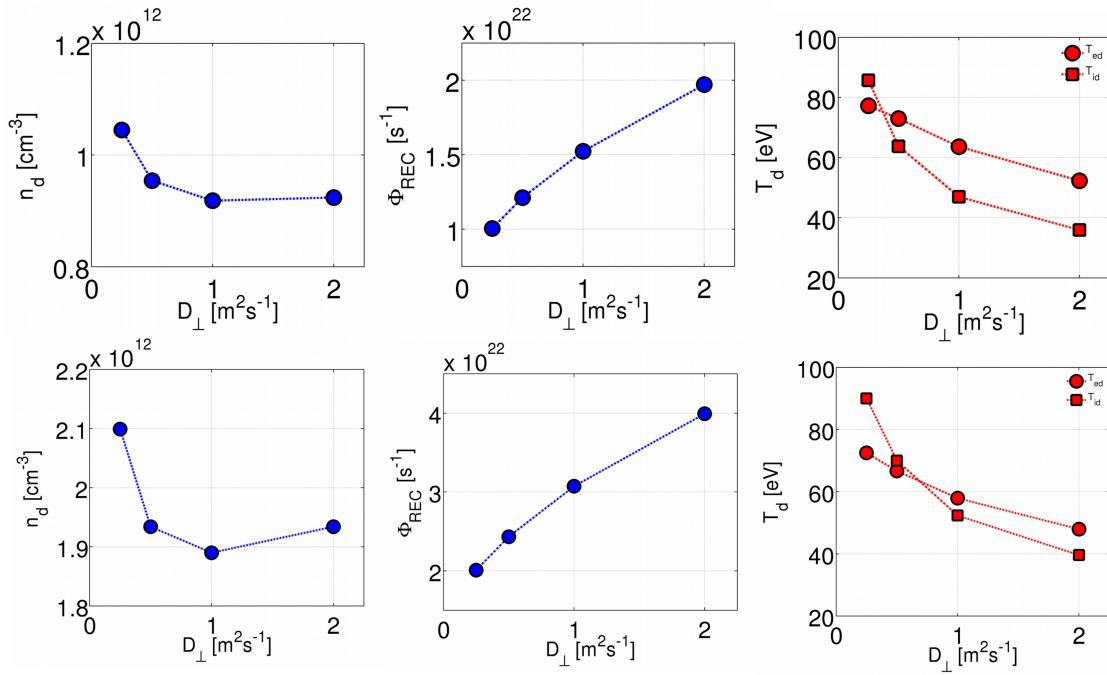 x 10^12
1.2
1
0.8
n_d [cm^-3]
0 1 2
D_⊥ [m^2s^-1]
x 10^22
2
1.5
1
Φ_REC [s^-1]
0 1 2
D_⊥ [m^2s^-1]
100
80
60
40
20
T_d [eV]
T_ed
T_id
0 1 2
D_⊥ [m^2s^-1]
x 10^12
2.2
2.1
2
1.9
1.8
n_d [cm^-3]
0 1 2
D_⊥ [m^2s^-1]
x 10^22
4
3
2
Φ_REC [s^-1]
0 1 2
D_⊥ [m^2s^-1]
100
80
60
40
20
T_d [eV]
T_ed
T_id
0 1 2
D_⊥ [m^2s^-1]